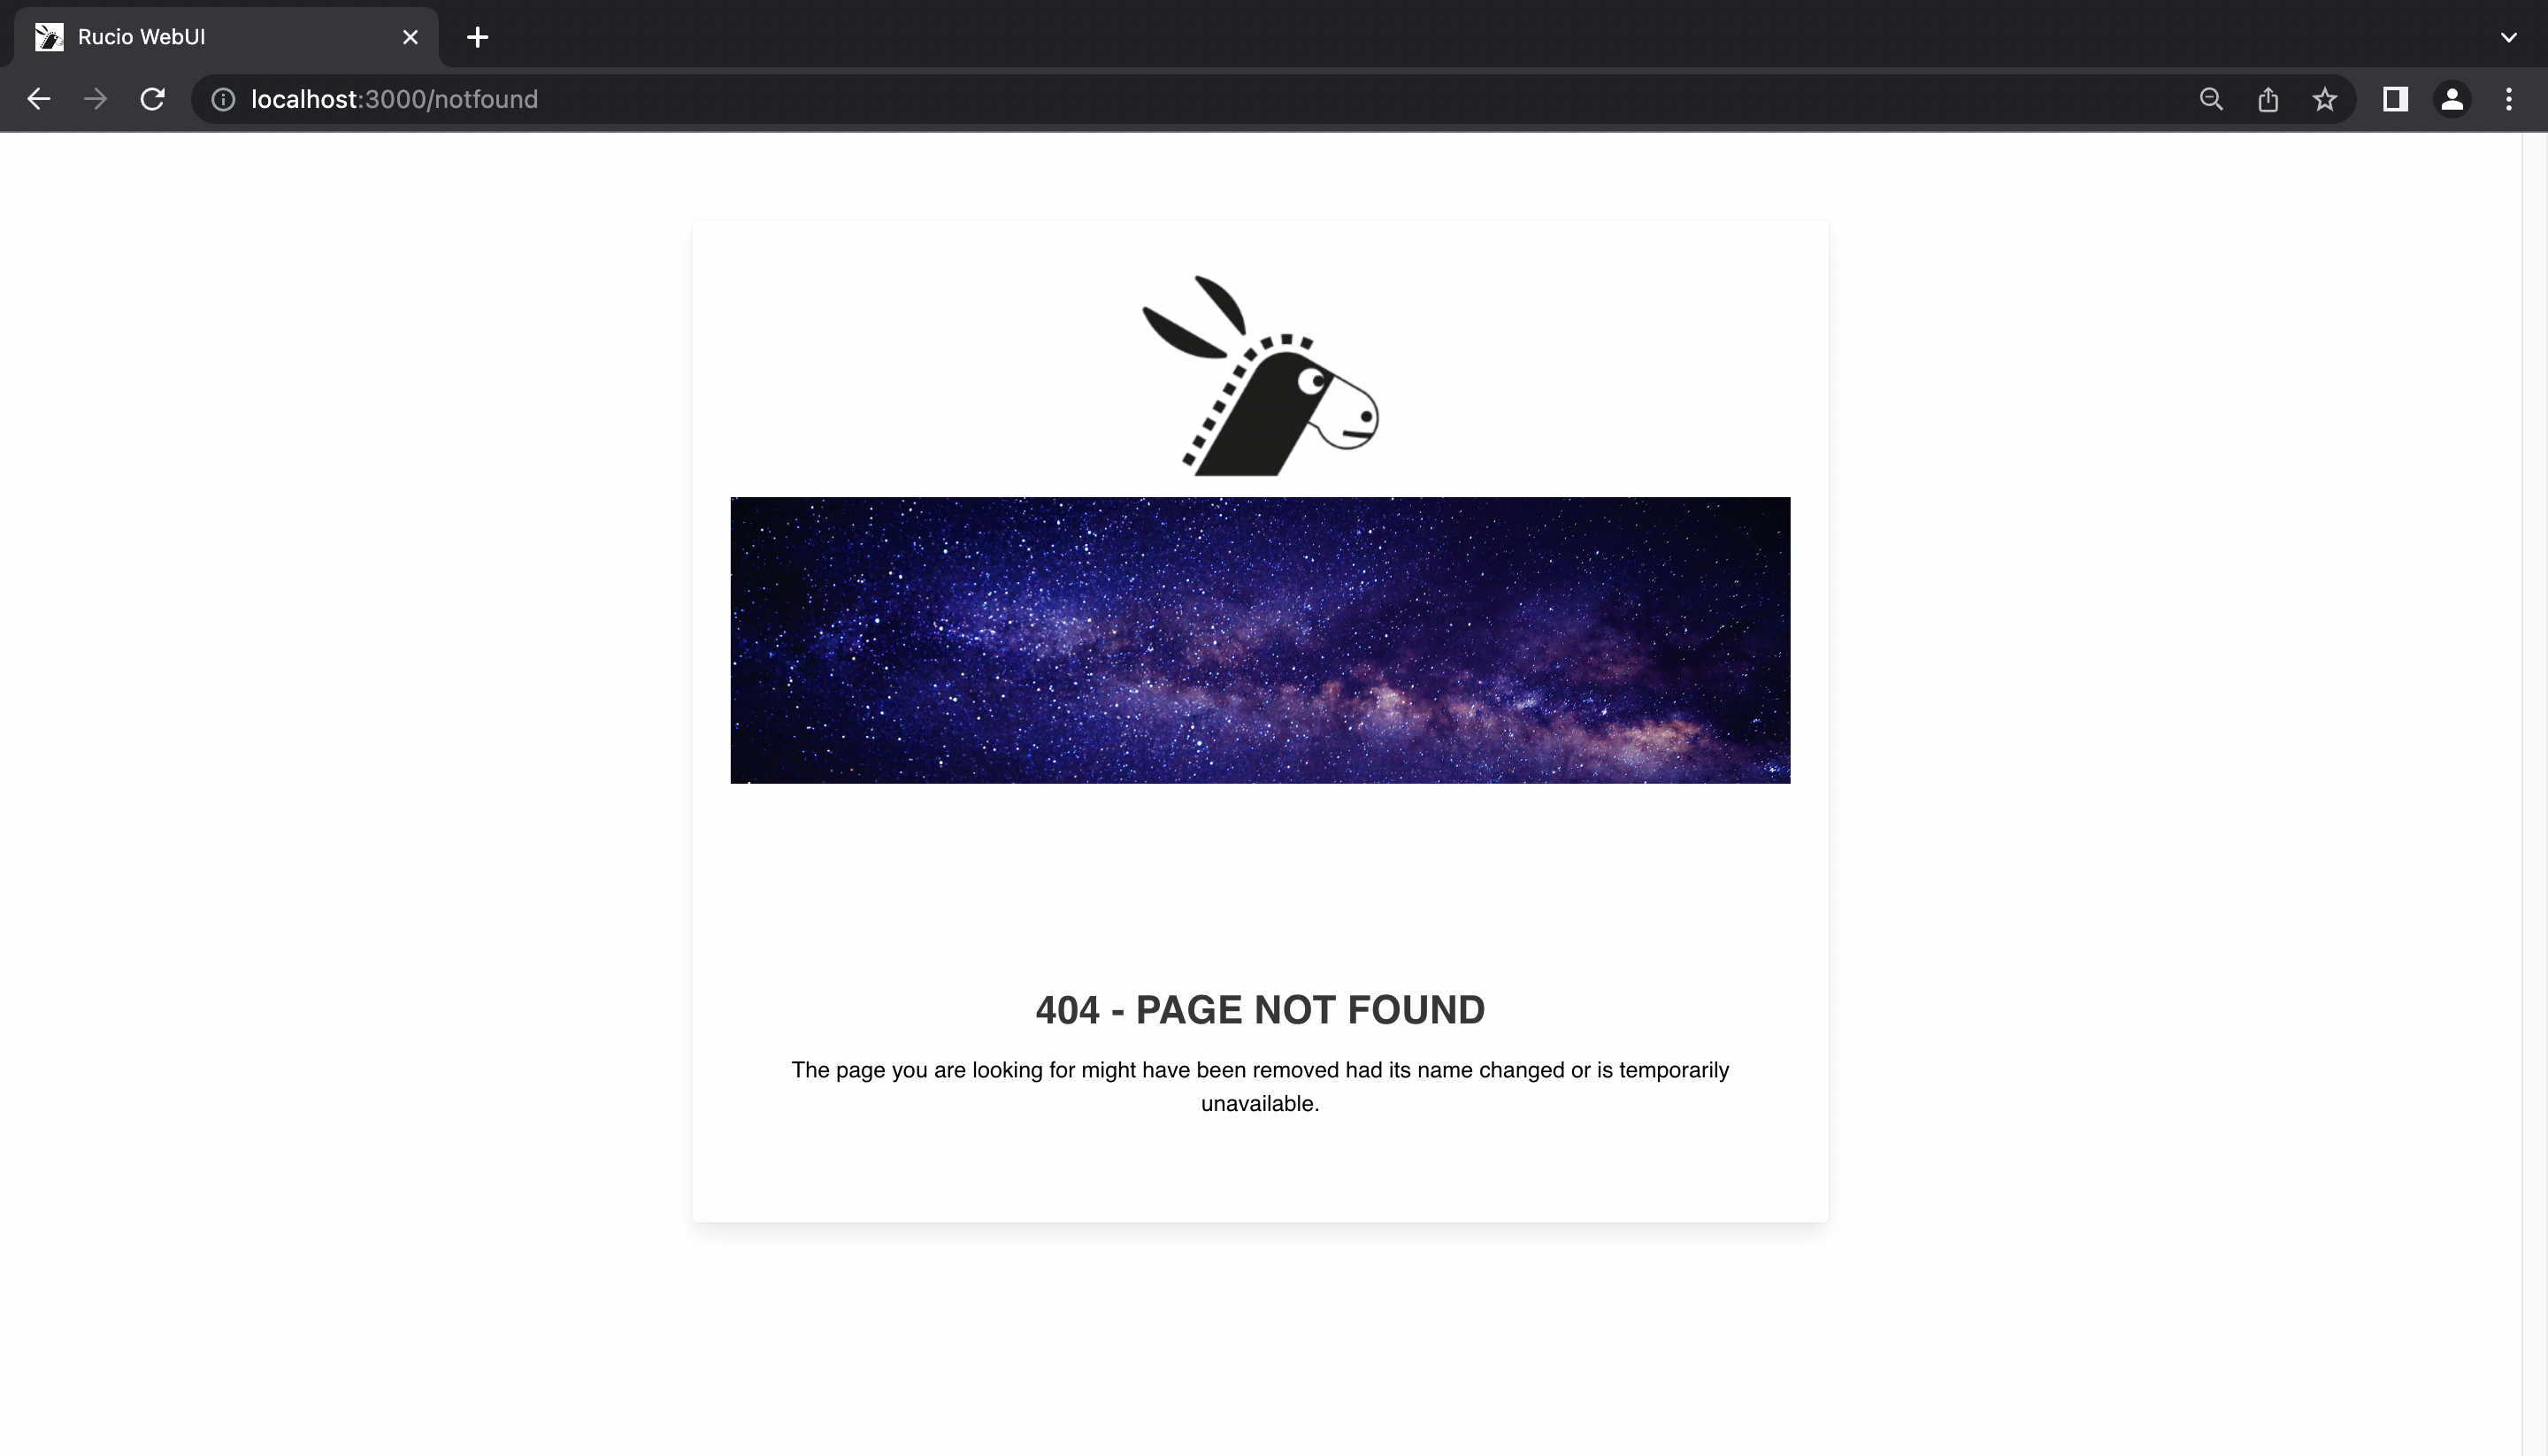 Rucio WebUI
localhost:3000/notfound
404 - PAGE NOT FOUND
The page you are looking for might have been removed had its name changed or is temporarily
unavailable.